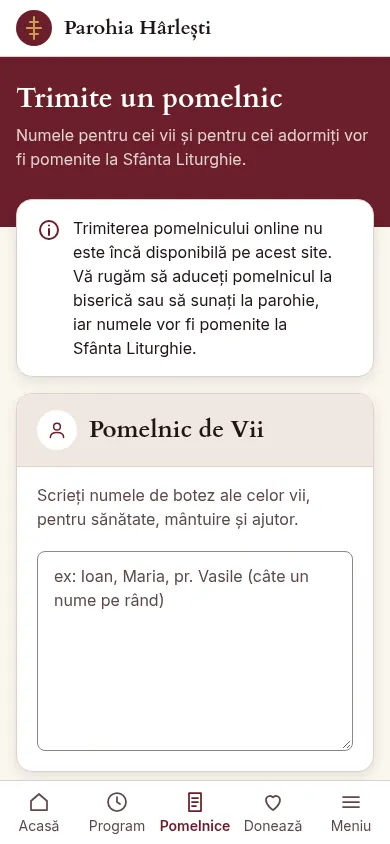 Parohia Hârlești
Trimite un pomelnic
Numele pentru cei vii și pentru cei adormiți vor
fi pomenite la Sfânta Liturghie.
Trimiterea pomelnicului online nu
este încă disponibilă pe acest site.
Vă rugăm să aduceți pomelnicul la
biserică sau să sunați la parohie,
iar numele vor fi pomenite la
Sfânta Liturghie.
Pomelnic de Vii
Scrieți numele de botez ale celor vii,
pentru sănătate, mântuire și ajutor.
ex: Ioan, Maria, pr. Vasile (câte un
nume pe rând)
Acasă Program Pomelnice Donează Meniu